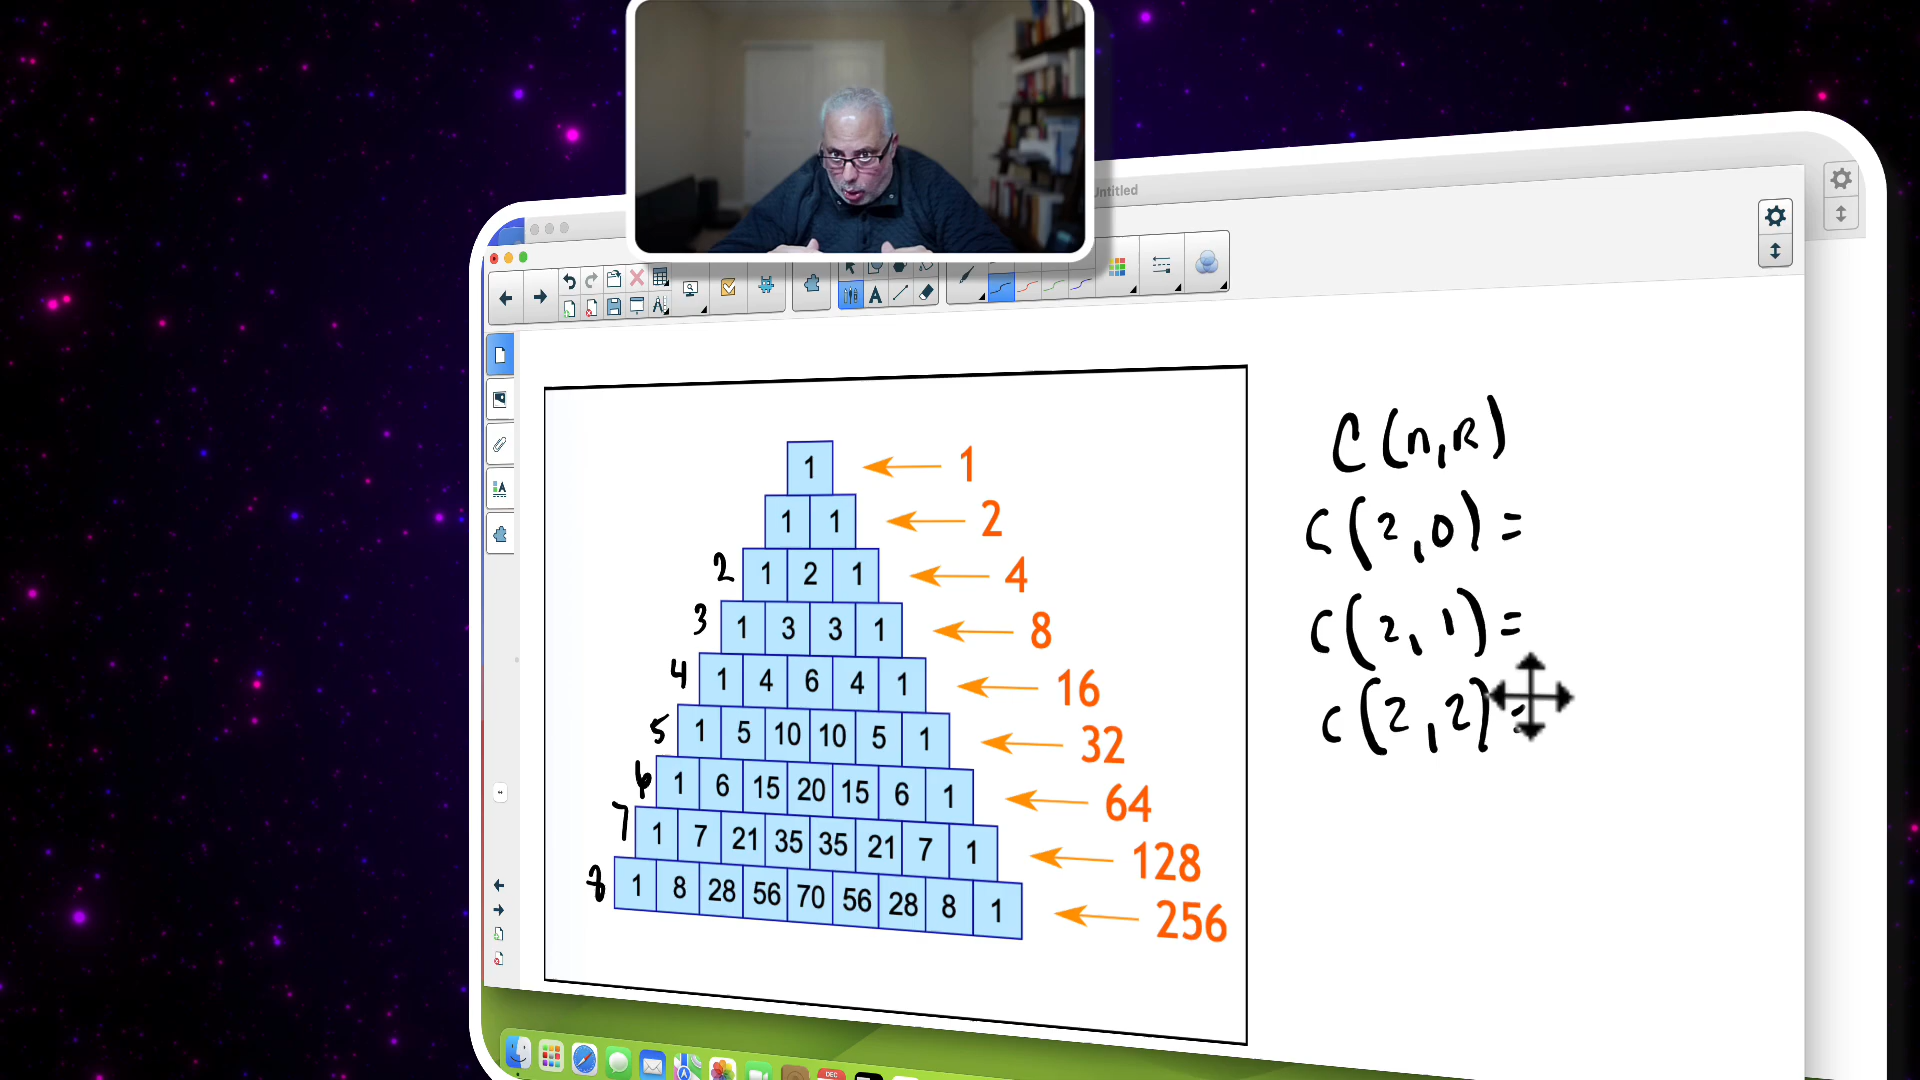 Untitled
1 1
1 1 2
2 1 2 1 4
3 1 3 3 1 8
4 1 4 6 4 1 16
5 1 5 10 10 5 1 32
6 1 6 15 20 15 6 1 64
7 1 7 21 35 35 21 7 1 128
8 1 8 28 56 70 56 28 8 1 256
C(n,R)
C(2,0)=
C(2,1)=
C(2,2)=
DEC